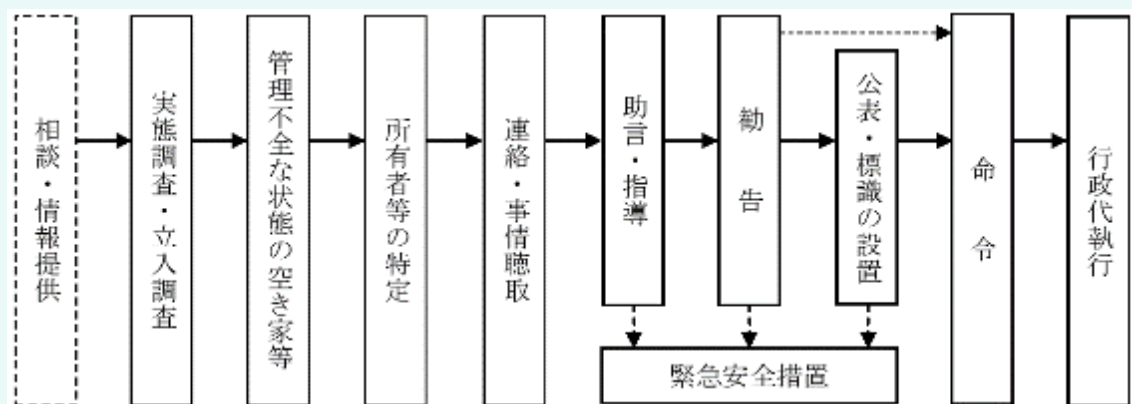 相談・情報提供
実態調査・立入調査
管理不全な状態の空き家等
所有者等の特定
連絡・事情聴取
助言・指導
勧告
公表・標識の設置
命令
行政代執行
緊急安全措置